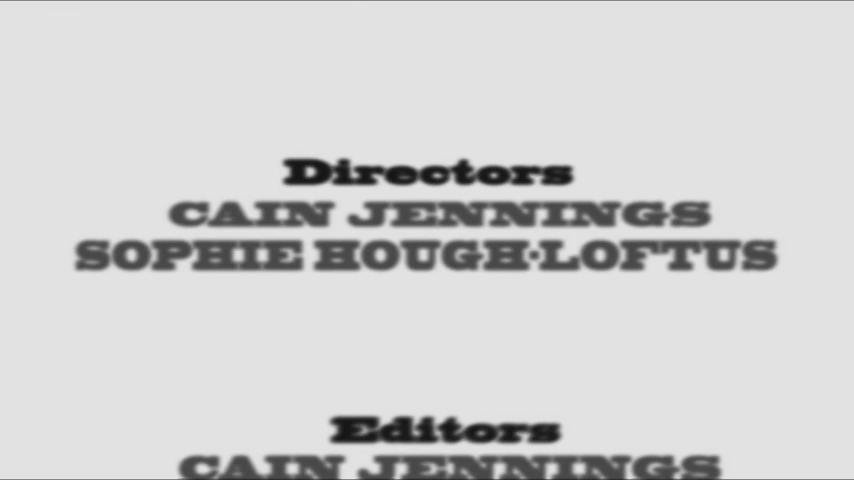 Directors
CAIN JENNINGS
SOPHIE HOUGH-LOFTUS
Editors
CAIN JENNINGS